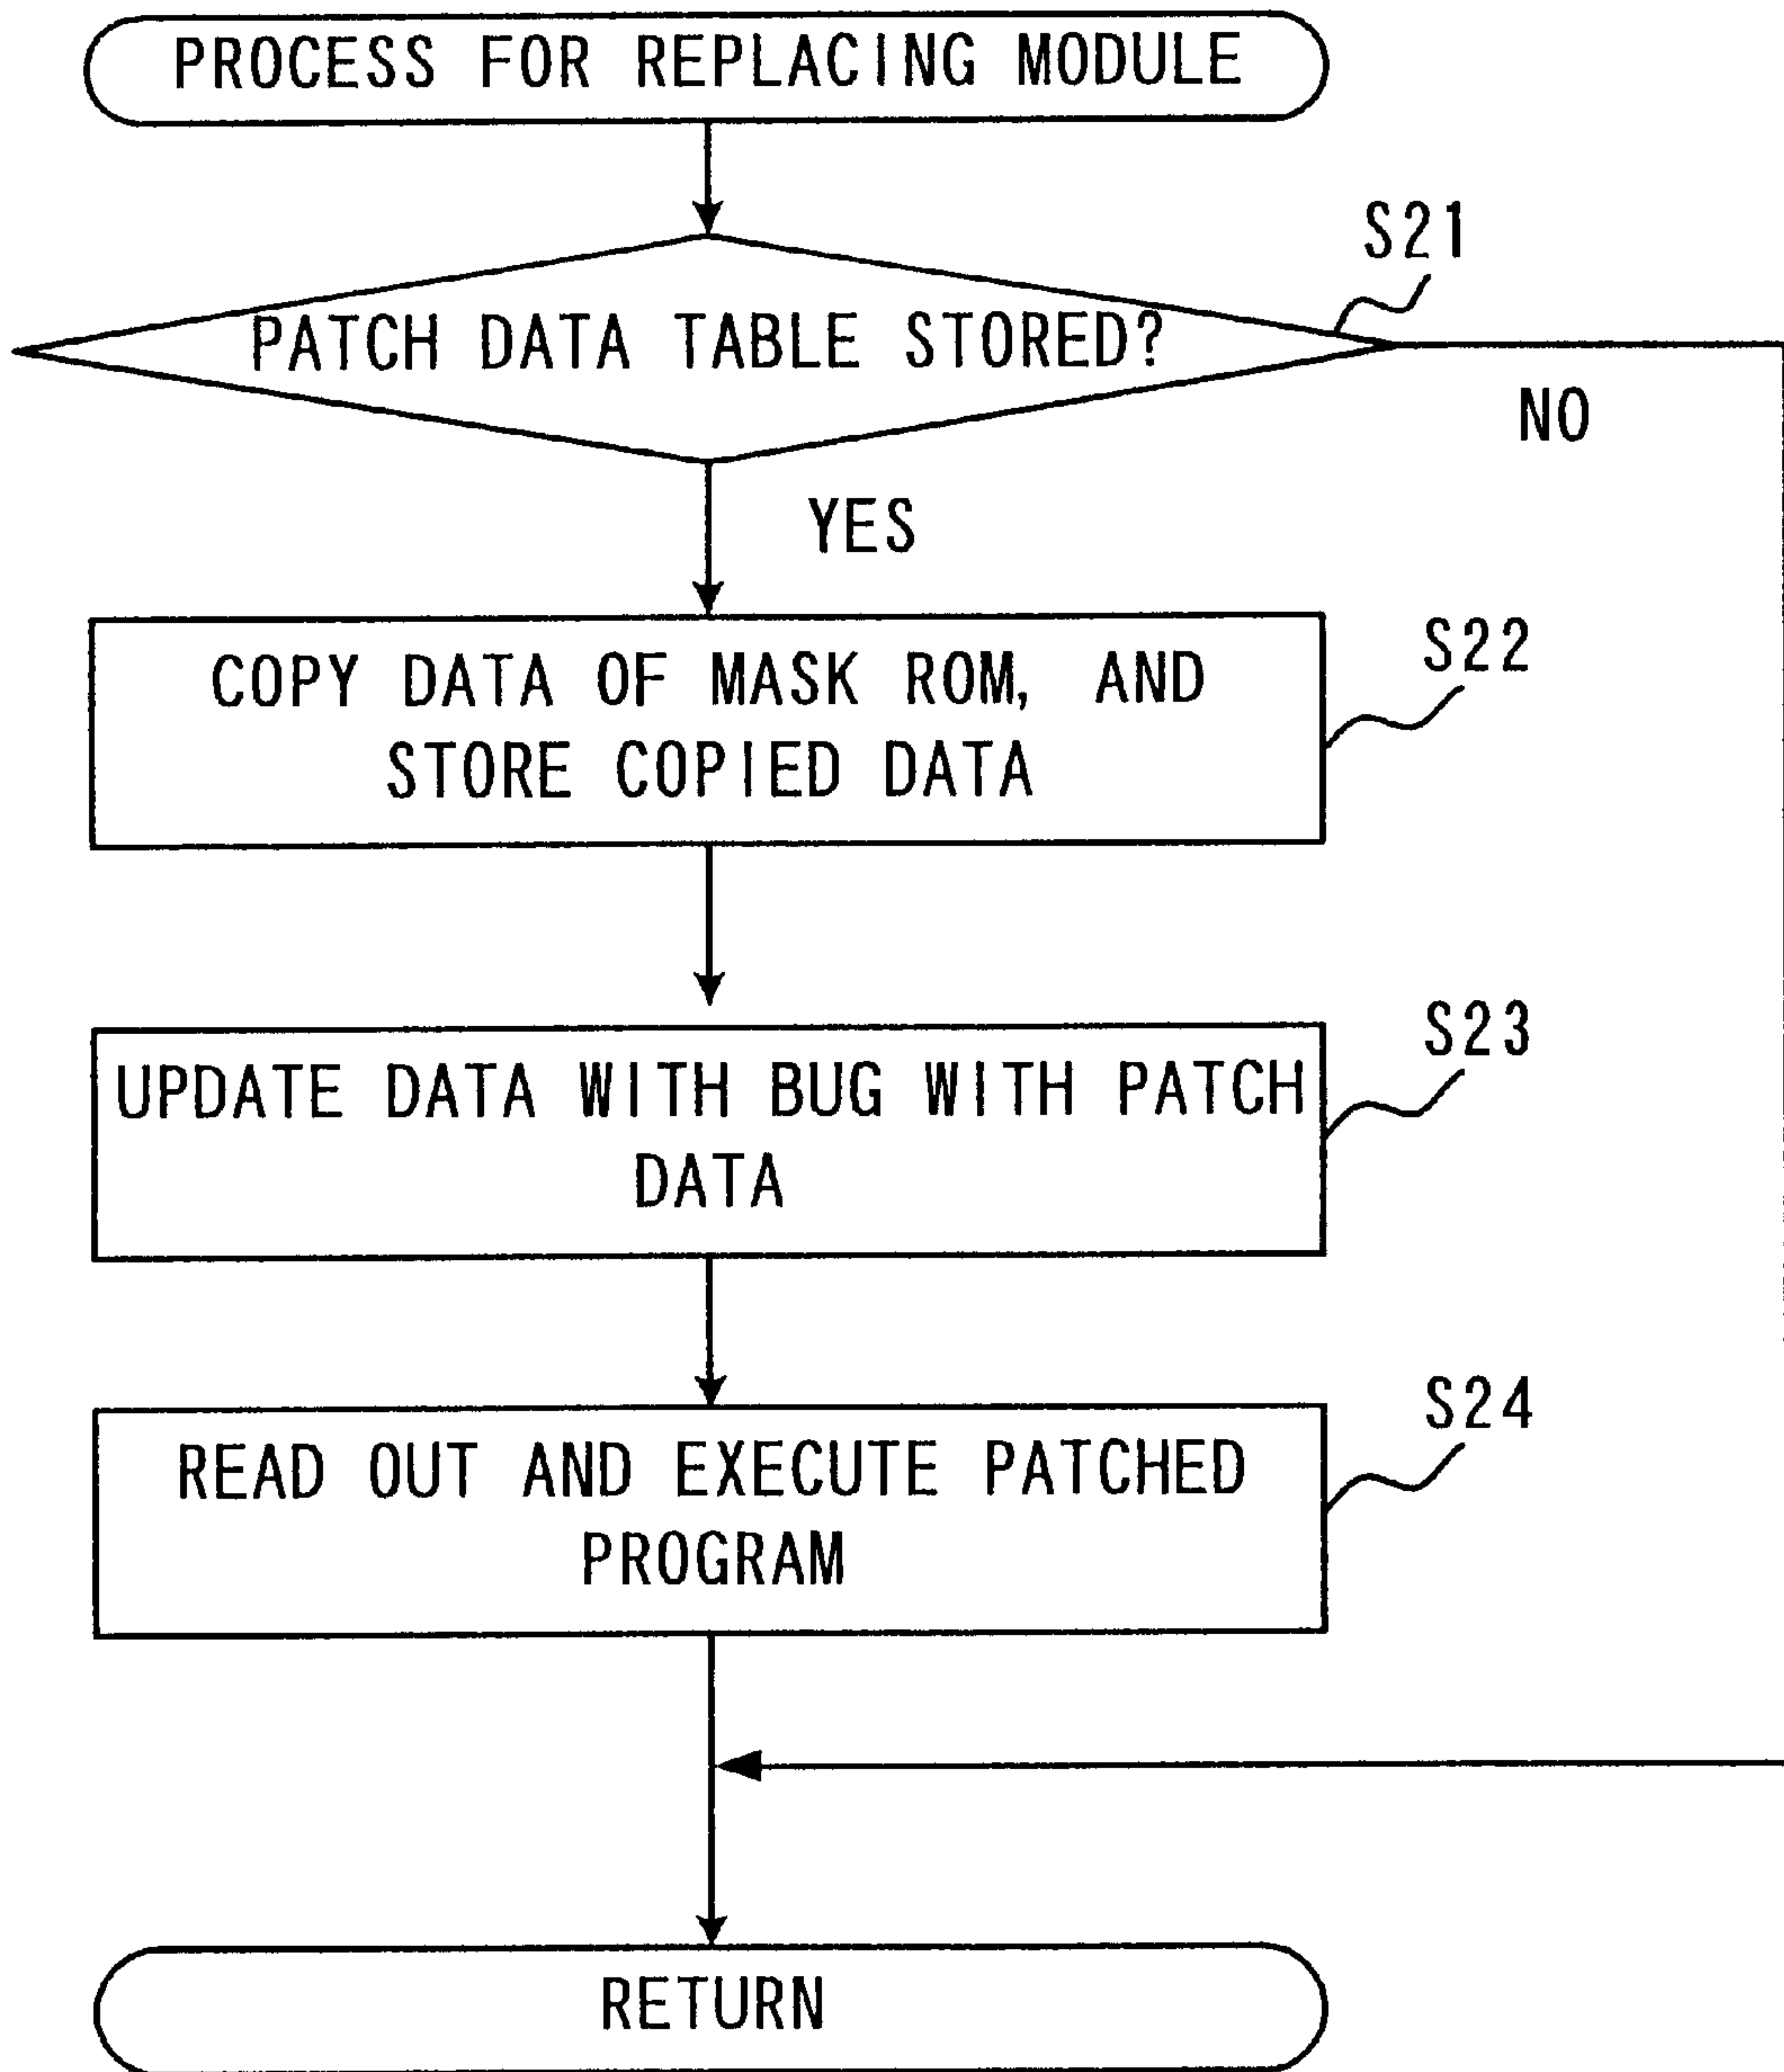 PROCESS FOR REPLACING MODULE
S21
PATCH DATA TABLE STORED?
NO
YES
S22
COPY DATA OF MASK ROM, AND
STORE COPIED DATA
S23
UPDATE DATA WITH BUG WITH PATCH
DATA
S24
READ OUT AND EXECUTE PATCHED
PROGRAM
RETURN